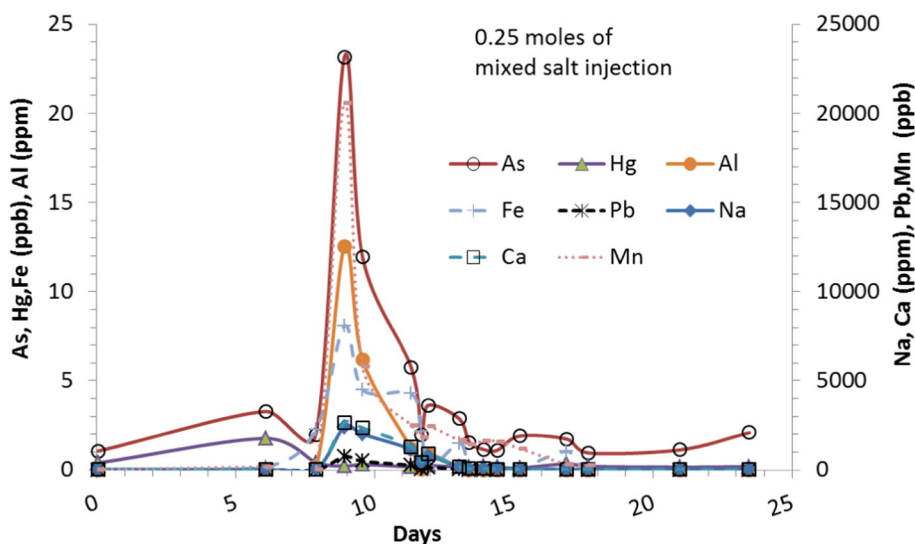 0.25 moles of
mixed salt injection
As, Hg,Fe (ppb), Al (ppm)
25
20
15
10
5
0
As
Hg
Al
Fe
Pb
Na
Ca
Mn
25000
20000
15000
10000
5000
0
Na, Ca (ppm), Pb,Mn (ppb)
0
5
10
15
20
25
Days